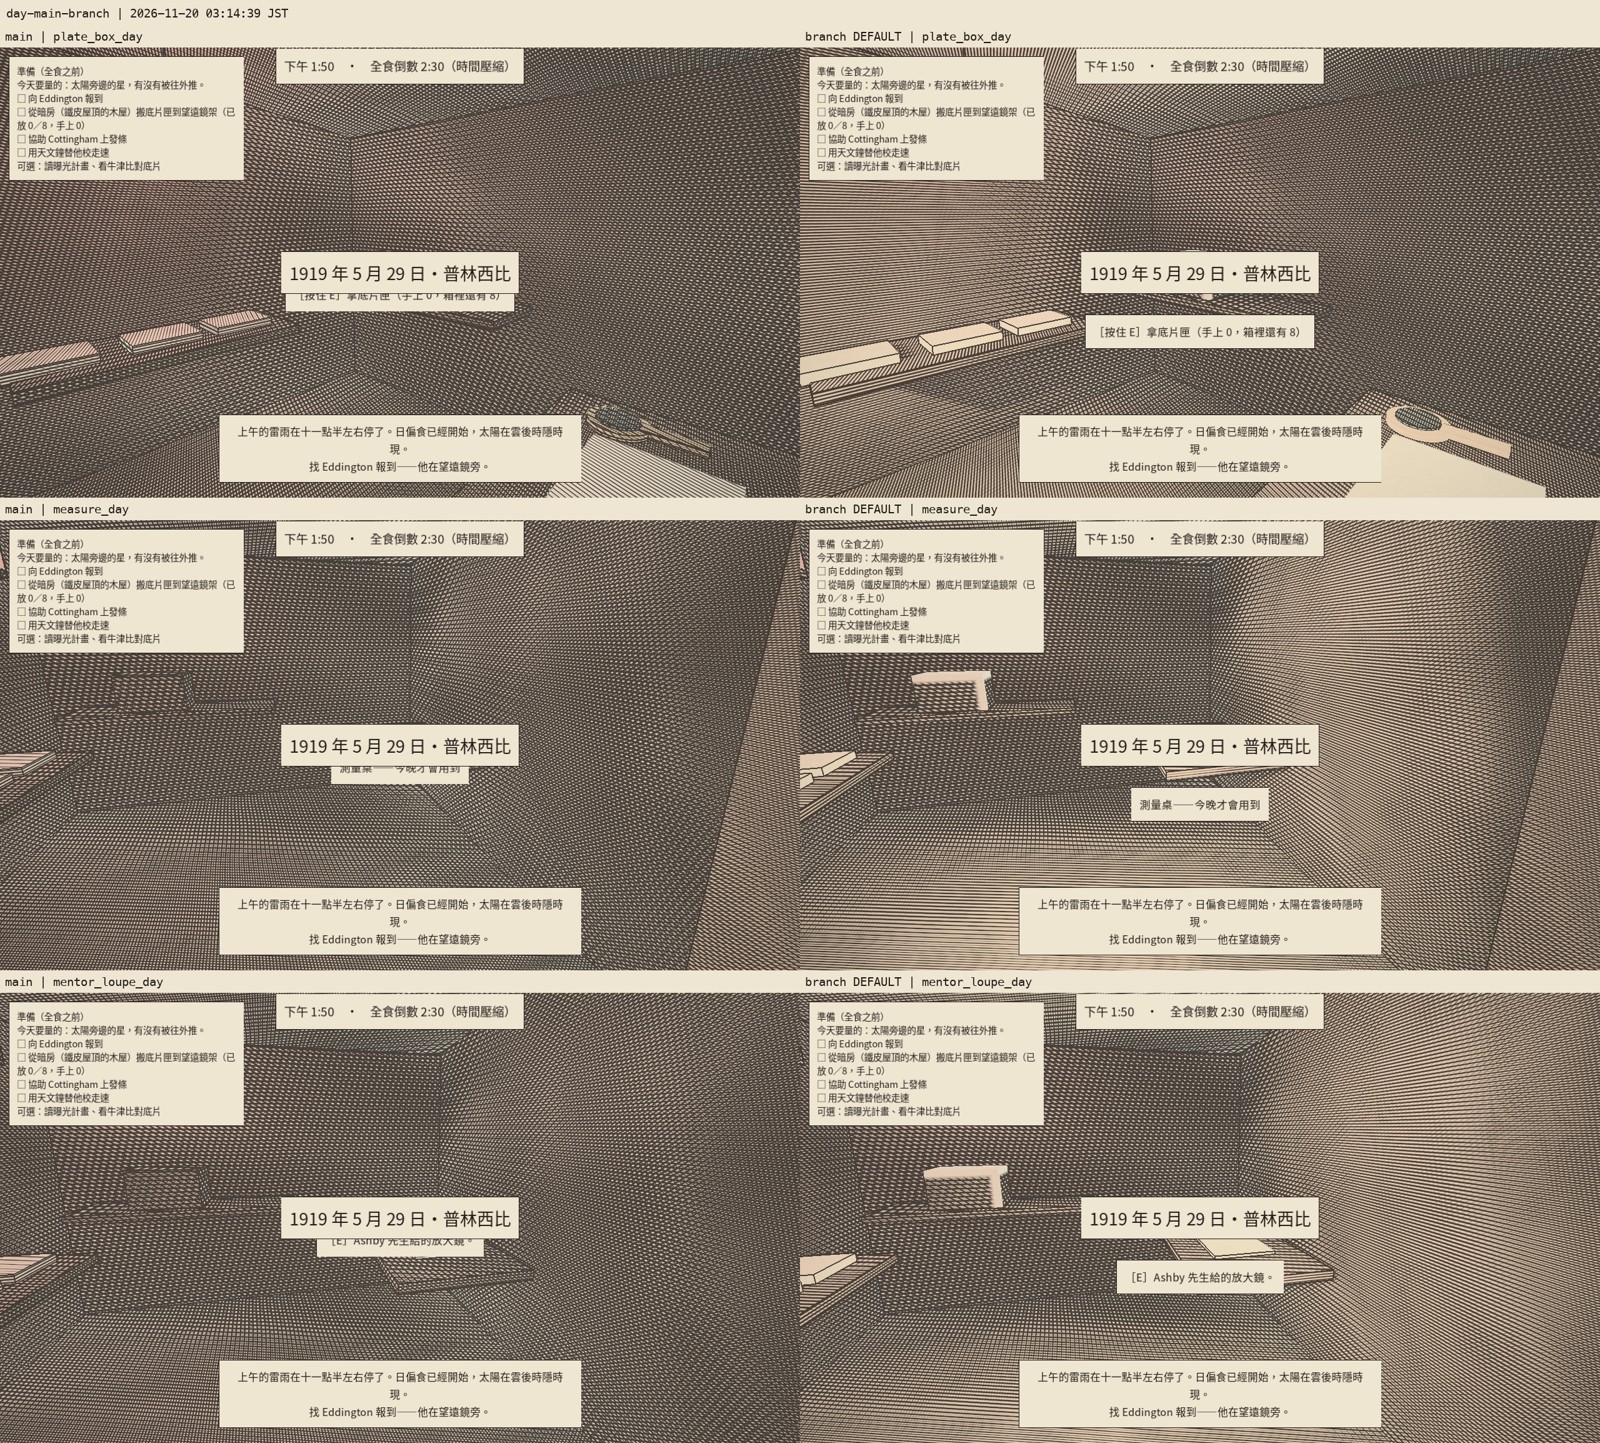 day-main-branch | 2026-11-20 03:14:39 JST
main | plate_box_day
下午 1:50 • 全食倒數 2:30（時間壓縮）
準備（全食之前）
今天要量的：太陽旁邊的星，有沒有被往外推。
□ 向 Eddington 報到
□ 從暗房（鐵皮屋頂的木屋）搬底片匣到望遠鏡架（已
放 0／8，手上 0）
□ 協助 Cottingham 上發條
□ 用天文鐘替他校走速
可選：讀曝光計畫、看牛津比對底片
1919 年 5 月 29 日・普林西比
［按住 E］拿底片匣（手上 0，箱裡還有 8）
上午的雷雨在十一點半左右停了。日偏食已經開始，太陽在雲後時隱時
現。
找 Eddington 報到——他在望遠鏡旁。
branch DEFAULT | plate_box_day
下午 1:50 • 全食倒數 2:30（時間壓縮）
準備（全食之前）
今天要量的：太陽旁邊的星，有沒有被往外推。
□ 向 Eddington 報到
□ 從暗房（鐵皮屋頂的木屋）搬底片匣到望遠鏡架（已
放 0／8，手上 0）
□ 協助 Cottingham 上發條
□ 用天文鐘替他校走速
可選：讀曝光計畫、看牛津比對底片
1919 年 5 月 29 日・普林西比
［按住 E］拿底片匣（手上 0，箱裡還有 8）
上午的雷雨在十一點半左右停了。日偏食已經開始，太陽在雲後時隱時
現。
找 Eddington 報到——他在望遠鏡旁。
main | measure_day
下午 1:50 • 全食倒數 2:30（時間壓縮）
準備（全食之前）
今天要量的：太陽旁邊的星，有沒有被往外推。
□ 向 Eddington 報到
□ 從暗房（鐵皮屋頂的木屋）搬底片匣到望遠鏡架（已
放 0／8，手上 0）
□ 協助 Cottingham 上發條
□ 用天文鐘替他校走速
可選：讀曝光計畫、看牛津比對底片
1919 年 5 月 29 日・普林西比
測量桌——今晚才會用到
上午的雷雨在十一點半左右停了。日偏食已經開始，太陽在雲後時隱時
現。
找 Eddington 報到——他在望遠鏡旁。
branch DEFAULT | measure_day
下午 1:50 • 全食倒數 2:30（時間壓縮）
準備（全食之前）
今天要量的：太陽旁邊的星，有沒有被往外推。
□ 向 Eddington 報到
□ 從暗房（鐵皮屋頂的木屋）搬底片匣到望遠鏡架（已
放 0／8，手上 0）
□ 協助 Cottingham 上發條
□ 用天文鐘替他校走速
可選：讀曝光計畫、看牛津比對底片
1919 年 5 月 29 日・普林西比
測量桌——今晚才會用到
上午的雷雨在十一點半左右停了。日偏食已經開始，太陽在雲後時隱時
現。
找 Eddington 報到——他在望遠鏡旁。
main | mentor_loupe_day
下午 1:50 • 全食倒數 2:30（時間壓縮）
準備（全食之前）
今天要量的：太陽旁邊的星，有沒有被往外推。
□ 向 Eddington 報到
□ 從暗房（鐵皮屋頂的木屋）搬底片匣到望遠鏡架（已
放 0／8，手上 0）
□ 協助 Cottingham 上發條
□ 用天文鐘替他校走速
可選：讀曝光計畫、看牛津比對底片
1919 年 5 月 29 日・普林西比
［E］Ashby 先生給的放大鏡。
上午的雷雨在十一點半左右停了。日偏食已經開始，太陽在雲後時隱時
現。
找 Eddington 報到——他在望遠鏡旁。
branch DEFAULT | mentor_loupe_day
下午 1:50 • 全食倒數 2:30（時間壓縮）
準備（全食之前）
今天要量的：太陽旁邊的星，有沒有被往外推。
□ 向 Eddington 報到
□ 從暗房（鐵皮屋頂的木屋）搬底片匣到望遠鏡架（已
放 0／8，手上 0）
□ 協助 Cottingham 上發條
□ 用天文鐘替他校走速
可選：讀曝光計畫、看牛津比對底片
1919 年 5 月 29 日・普林西比
［E］Ashby 先生給的放大鏡。
上午的雷雨在十一點半左右停了。日偏食已經開始，太陽在雲後時隱時
現。
找 Eddington 報到——他在望遠鏡旁。